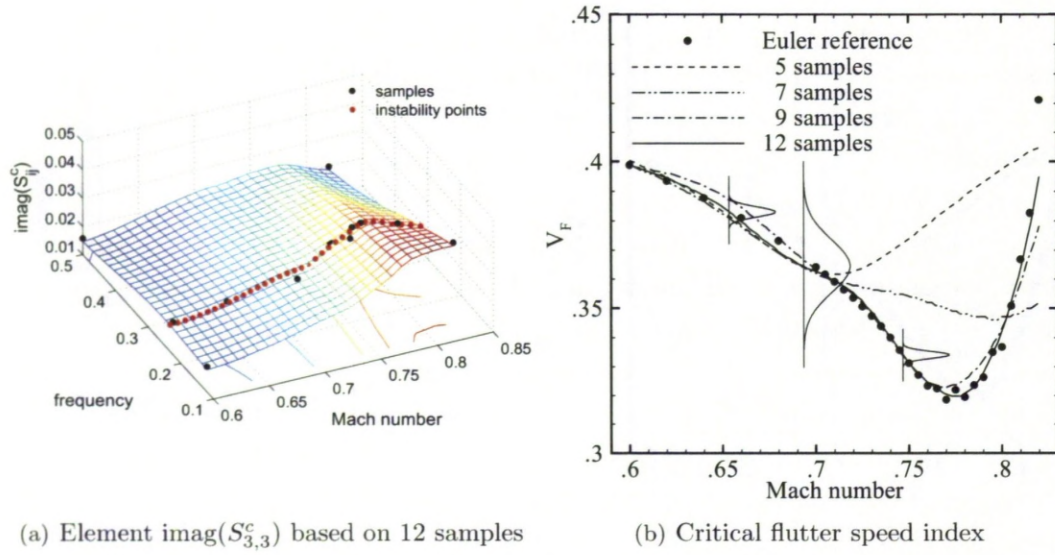 samples
instability points
imag(S^c_ij)
0.05
0.04
0.03
0.02
0.01
0.5
0.4
0.3
0.2
0.1
frequency
0.6
0.65
0.7
0.75
0.8
0.85
Mach number
(a) Element imag(S^c_{3,3}) based on 12 samples
.45
.4
.35
.3
V_F
Euler reference
5 samples
7 samples
9 samples
12 samples
.6
.65
.7
.75
.8
Mach number
(b) Critical flutter speed index